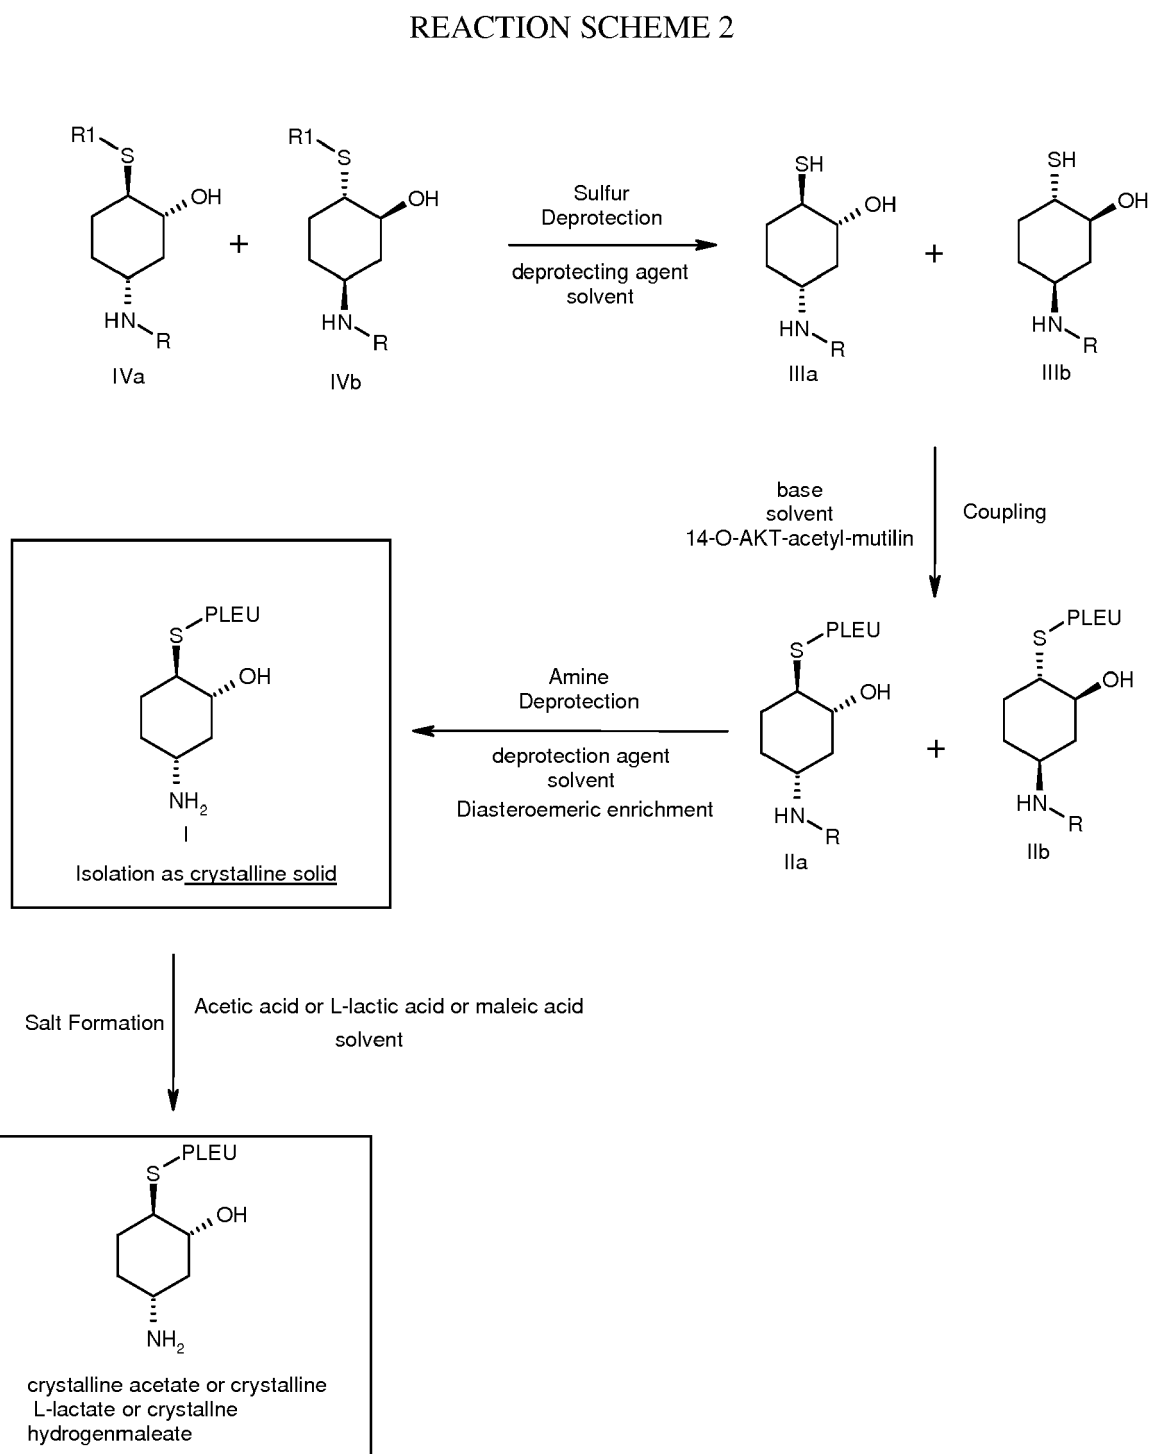 REACTION SCHEME 2
R1
S
OH
HN
R
IVa
+
R1
S
OH
HN
R
IVb
Sulfur
Deprotection
deprotecting agent
solvent
SH
OH
HN
R
IIIa
+
SH
OH
HN
R
IIIb
base
solvent
14-O-AKT-acetyl-mutilin
Coupling
S
PLEU
OH
HN
R
IIa
+
S
PLEU
OH
HN
R
IIb
Amine
Deprotection
deprotection agent
solvent
Diasteroemeric enrichment
S
PLEU
OH
NH2
I
Isolation as crystalline solid
Salt Formation
Acetic acid or L-lactic acid or maleic acid
solvent
S
PLEU
OH
NH2
crystalline acetate or crystalline
L-lactate or crystallne
hydrogenmaleate